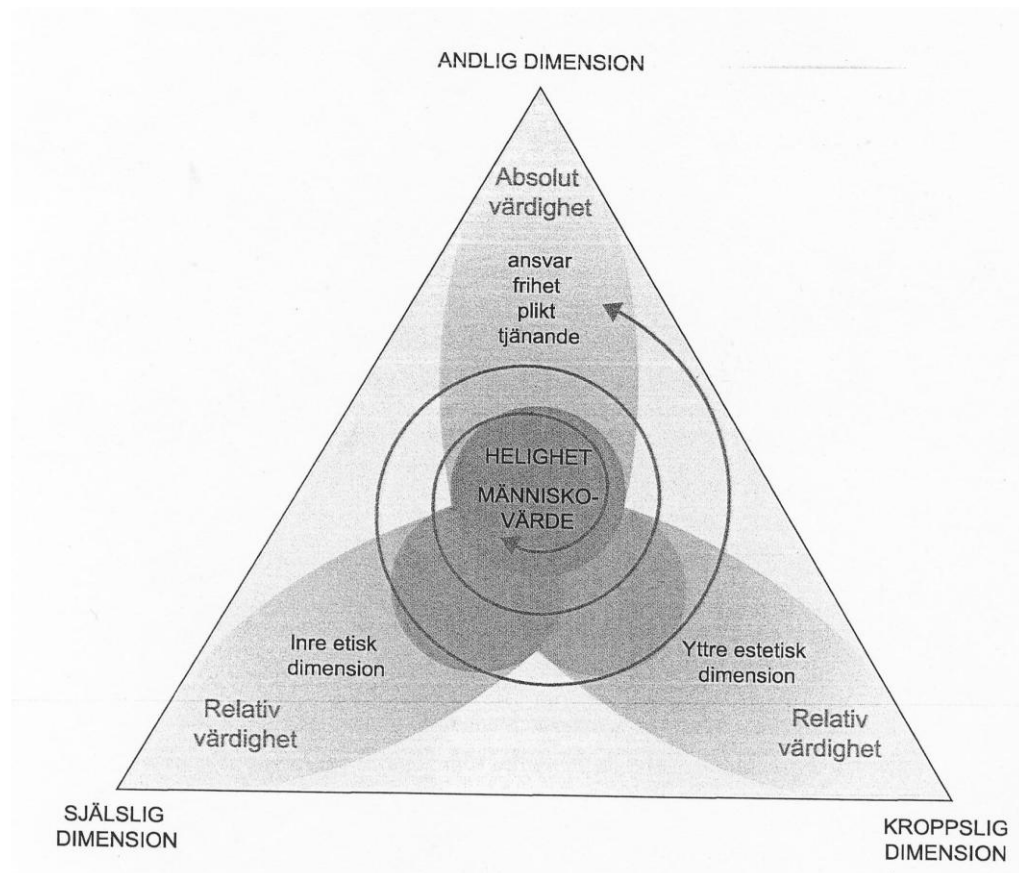 ANDLIG DIMENSION
Absolut
värdighet
ansvar
frihet
plikt
tjänande
HELIGHET
MÄNNISKO-
VÄRDE
Inre etisk
dimension
Yttre estetisk
dimension
Relativ
värdighet
Relativ
värdighet
SJÄLSLIG
DIMENSION
KROPPSLIG
DIMENSION